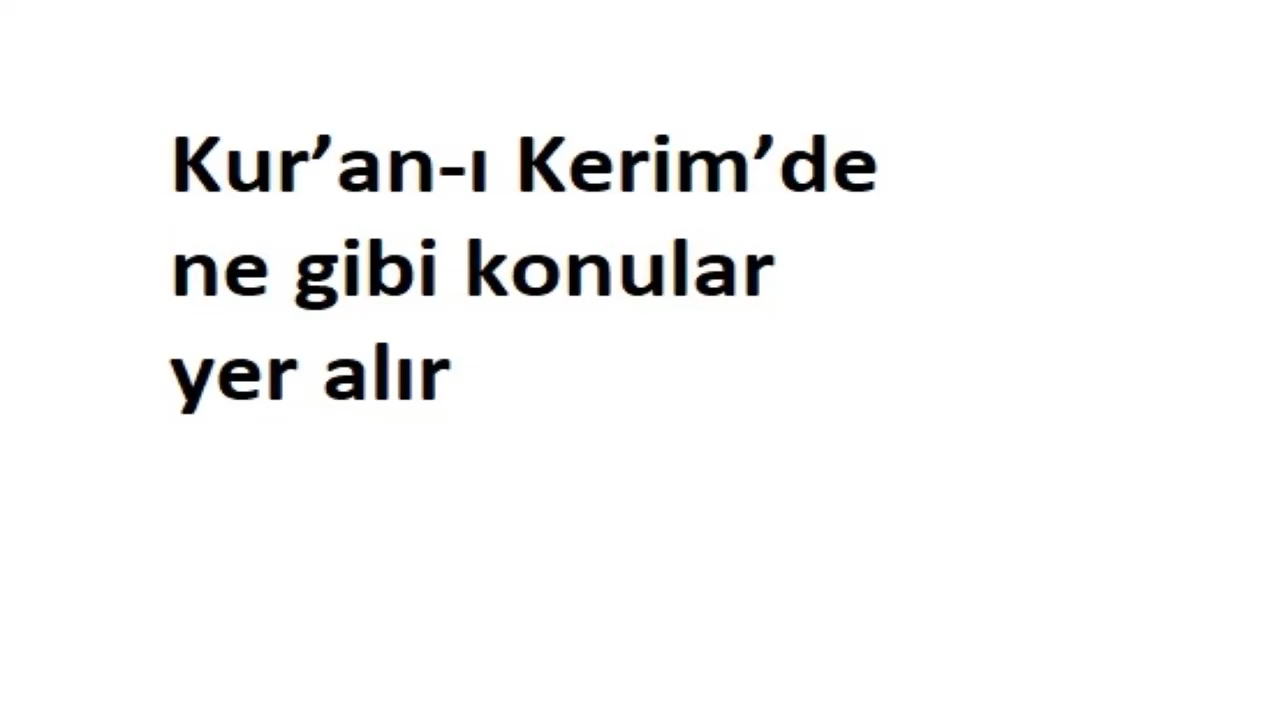 Kur’an-ı Kerim’de
ne gibi konular
yer alır